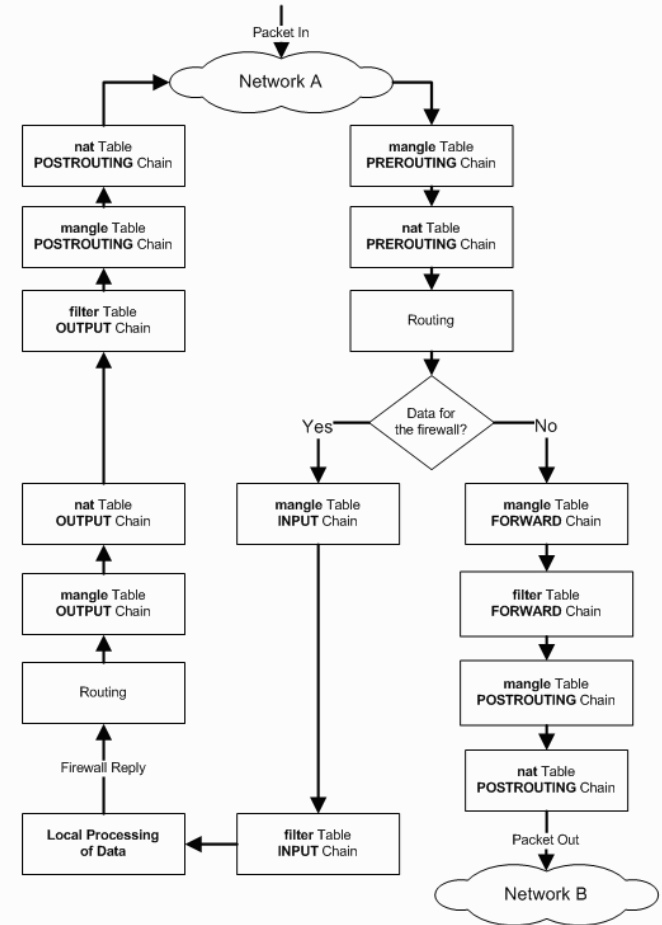 Packet In
Network A
nat Table
POSTROUTING Chain
mangle Table
PREROUTING Chain
mangle Table
POSTROUTING Chain
nat Table
PREROUTING Chain
filter Table
OUTPUT Chain
Routing
Data for
the firewall?
Yes
No
nat Table
OUTPUT Chain
mangle Table
INPUT Chain
mangle Table
FORWARD Chain
mangle Table
OUTPUT Chain
filter Table
FORWARD Chain
Routing
mangle Table
POSTROUTING Chain
Firewall Reply
nat Table
POSTROUTING Chain
Local Processing
of Data
filter Table
INPUT Chain
Packet Out
Network B